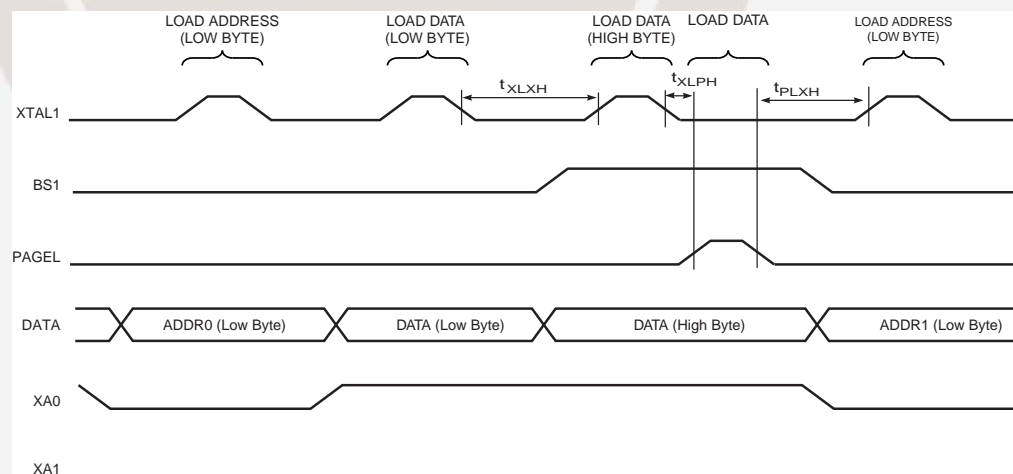 LOAD ADDRESS
(LOW BYTE)
LOAD DATA
(LOW BYTE)
LOAD DATA
(HIGH BYTE)
LOAD DATA
LOAD ADDRESS
(LOW BYTE)
tXLXH
tXLPH
tPLXH
XTAL1
BS1
PAGEL
DATA
ADDR0 (Low Byte)
DATA (Low Byte)
DATA (High Byte)
ADDR1 (Low Byte)
XA0
XA1